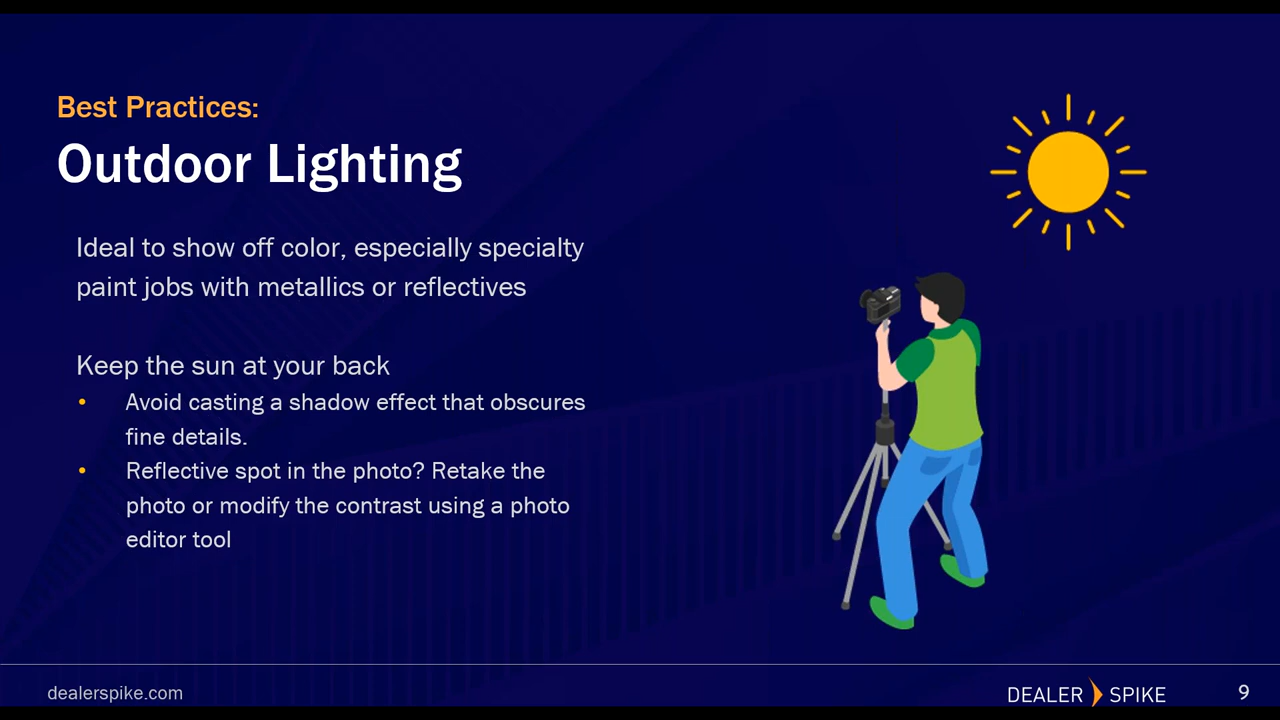 Best Practices:
Outdoor Lighting
Ideal to show off color, especially specialty
paint jobs with metallics or reflectives
Keep the sun at your back
• Avoid casting a shadow effect that obscures
fine details.
• Reflective spot in the photo? Retake the
photo or modify the contrast using a photo
editor tool
dealerspike.com
DEALER SPIKE
9